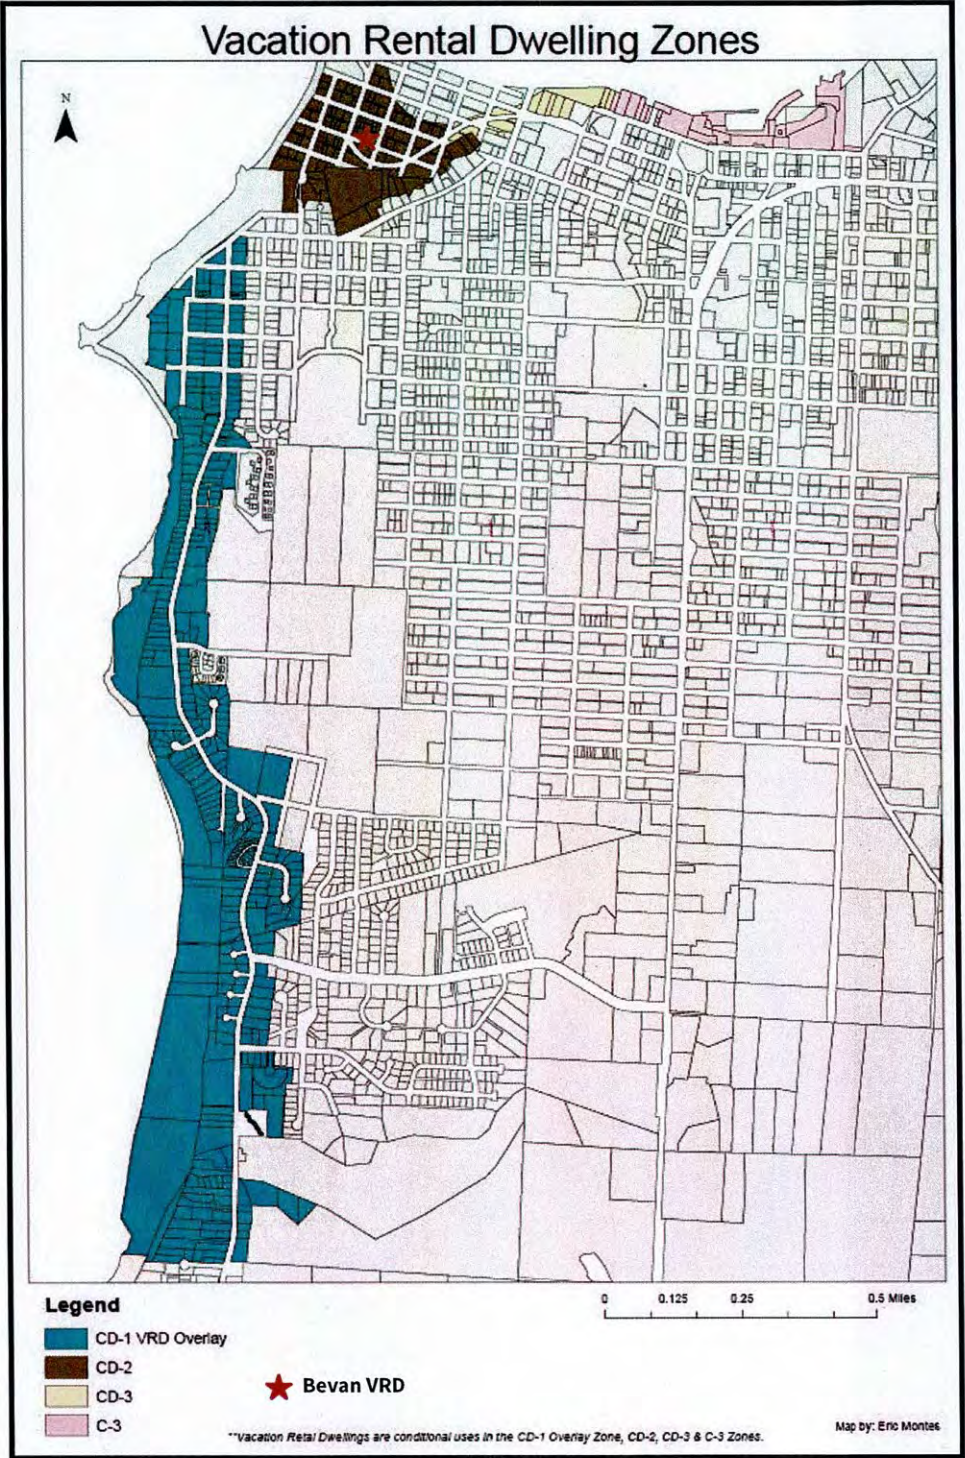 Vacation Rental Dwelling Zones
N
0 0.125 0.25 0.5 Miles
Legend
CD-1 VRD Overlay
CD-2
CD-3
C-3
Bevan VRD
Map by: Eric Montes
**Vacation Retal Dwellings are conditional uses in the CD-1 Overlay Zone, CD-2, CD-3 & C-3 Zones.